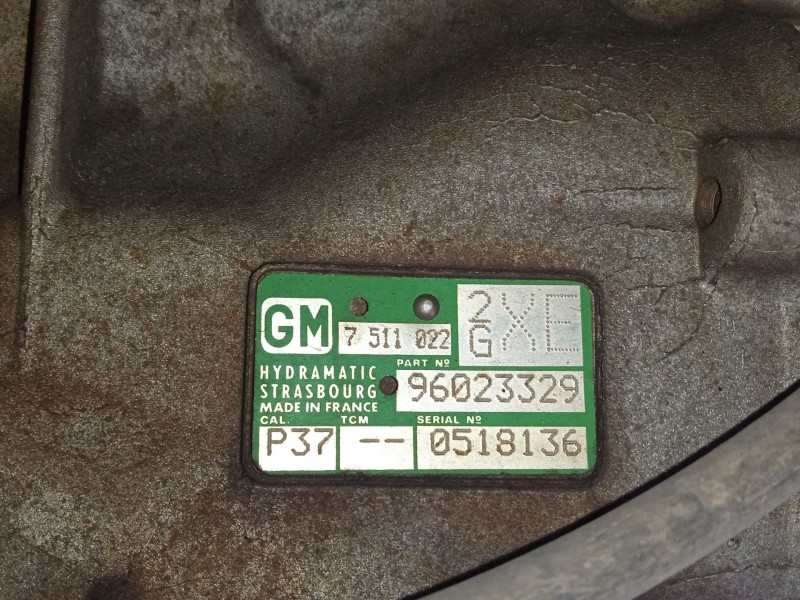 GM
7 511 022
2 XE
G
PART Nº
HYDRAMATIC
STRASBOURG
MADE IN FRANCE
96023329
CAL. TCM SERIAL Nº
P37 -- 0518136